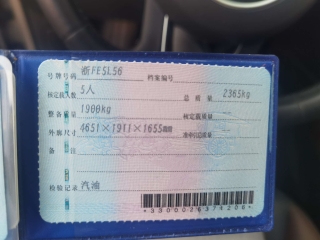 号牌号码 浙FE5L56 档案编号
核定载人数 5人 总质量 2365kg
整备质量 1900kg 核定载质量
外廓尺寸 4651×1911×1655mm 准牵引总质量
备注
检验记录 汽油